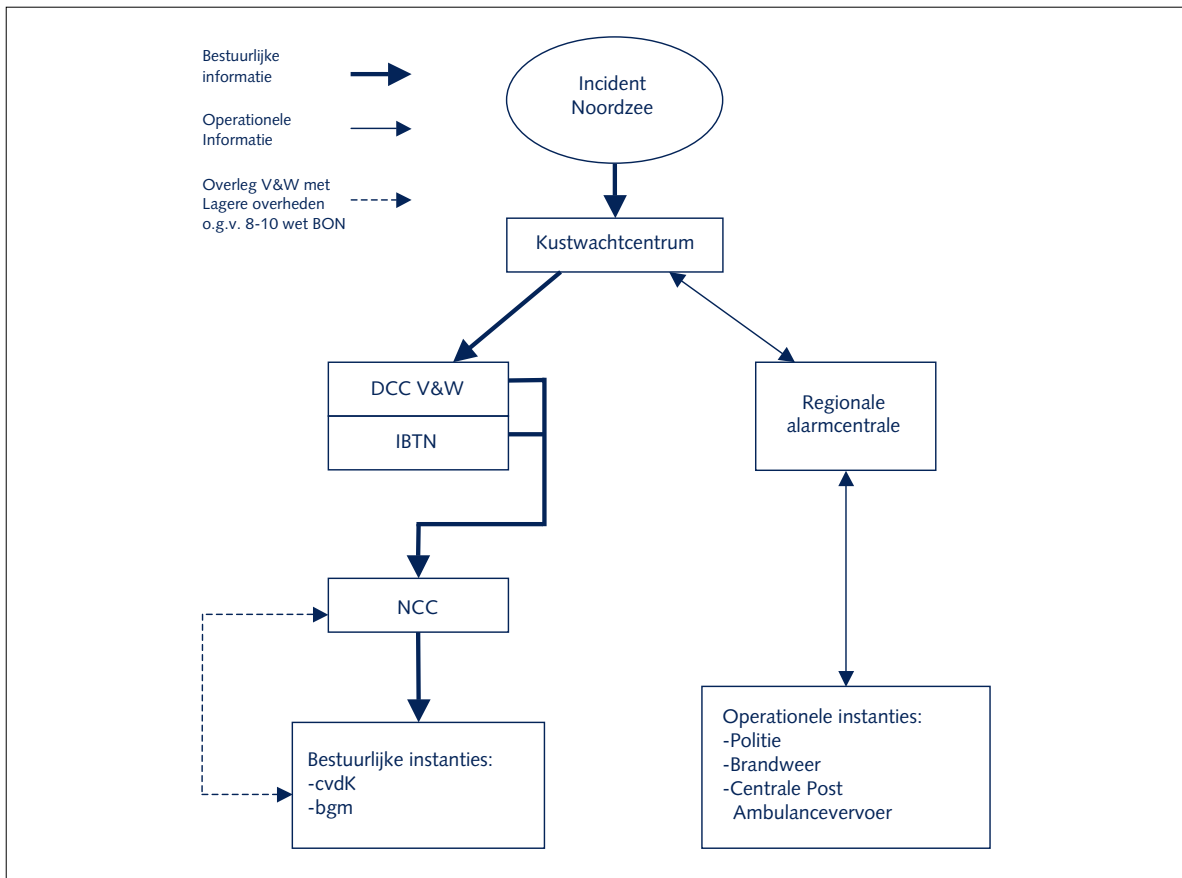 Bestuurlijke
informatie
Operationele
Informatie
Overleg V&W met
Lagere overheden
o.g.v. 8-10 wet BON
Incident
Noordzee
Kustwachtcentrum
DCC V&W
IBTN
Regionale
alarmcentrale
NCC
Bestuurlijke instanties:
-cvdK
-bgm
Operationele instanties:
-Politie
-Brandweer
-Centrale Post
Ambulancevervoer